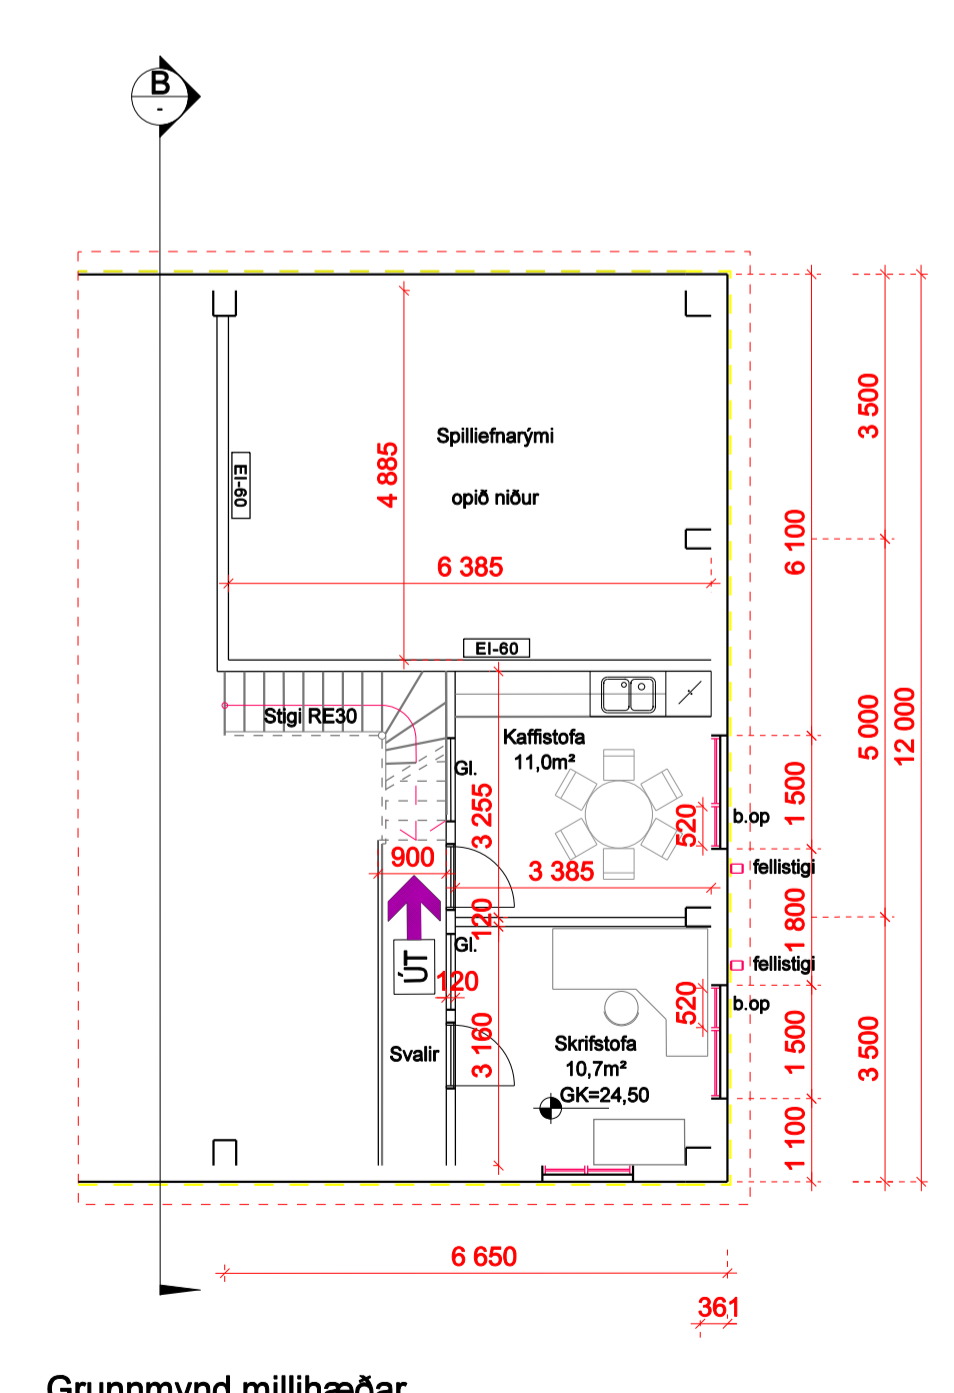 B
-
3 500
Spilliefnarými
4 885
EI-60
opið niður
6 100
6 385
EI-60
Stigi RE30
Kaffistofa
11,0m²
Gl.
5 000
12 000
1 500
3 255
520
b.op
900
3 385
fellistigi
120
1 800
Gl.
ÚT
fellistigi
120
520
b.op
Svalir
3 160
Skrifstofa
10,7m²
GK=24,50
1 500
3 500
1 100
6 650
361
Grunnmynd millihæðar